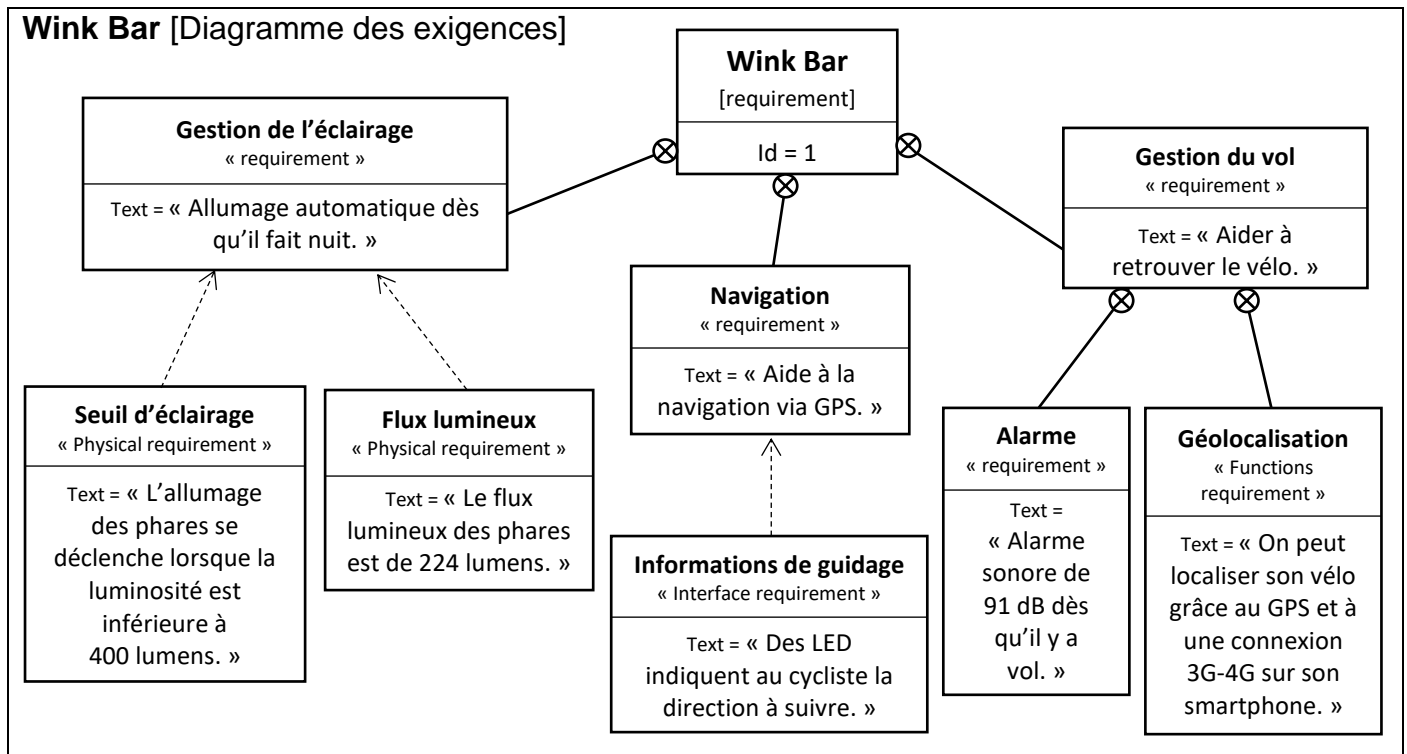 Wink Bar [Diagramme des exigences]
Wink Bar
[requirement]
Id = 1
Gestion de l’éclairage
« requirement »
Text = « Allumage automatique dès
qu’il fait nuit. »
Gestion du vol
« requirement »
Text = « Aider à
retrouver le vélo. »
Navigation
« requirement »
Text = « Aide à la
navigation via GPS. »
Seuil d’éclairage
« Physical requirement »
Text = « L’allumage
des phares se
déclenche lorsque la
luminosité est
inférieure à
400 lumens. »
Flux lumineux
« Physical requirement »
Text = « Le flux
lumineux des phares
est de 224 lumens. »
Informations de guidage
« Interface requirement »
Text = « Des LED
indiquent au cycliste la
direction à suivre. »
Alarme
« requirement »
Text =
« Alarme
sonore de
91 dB dès
qu’il y a
vol. »
Géolocalisation
« Functions
requirement »
Text = « On peut
localiser son vélo
grâce au GPS et à
une connexion
3G-4G sur son
smartphone. »